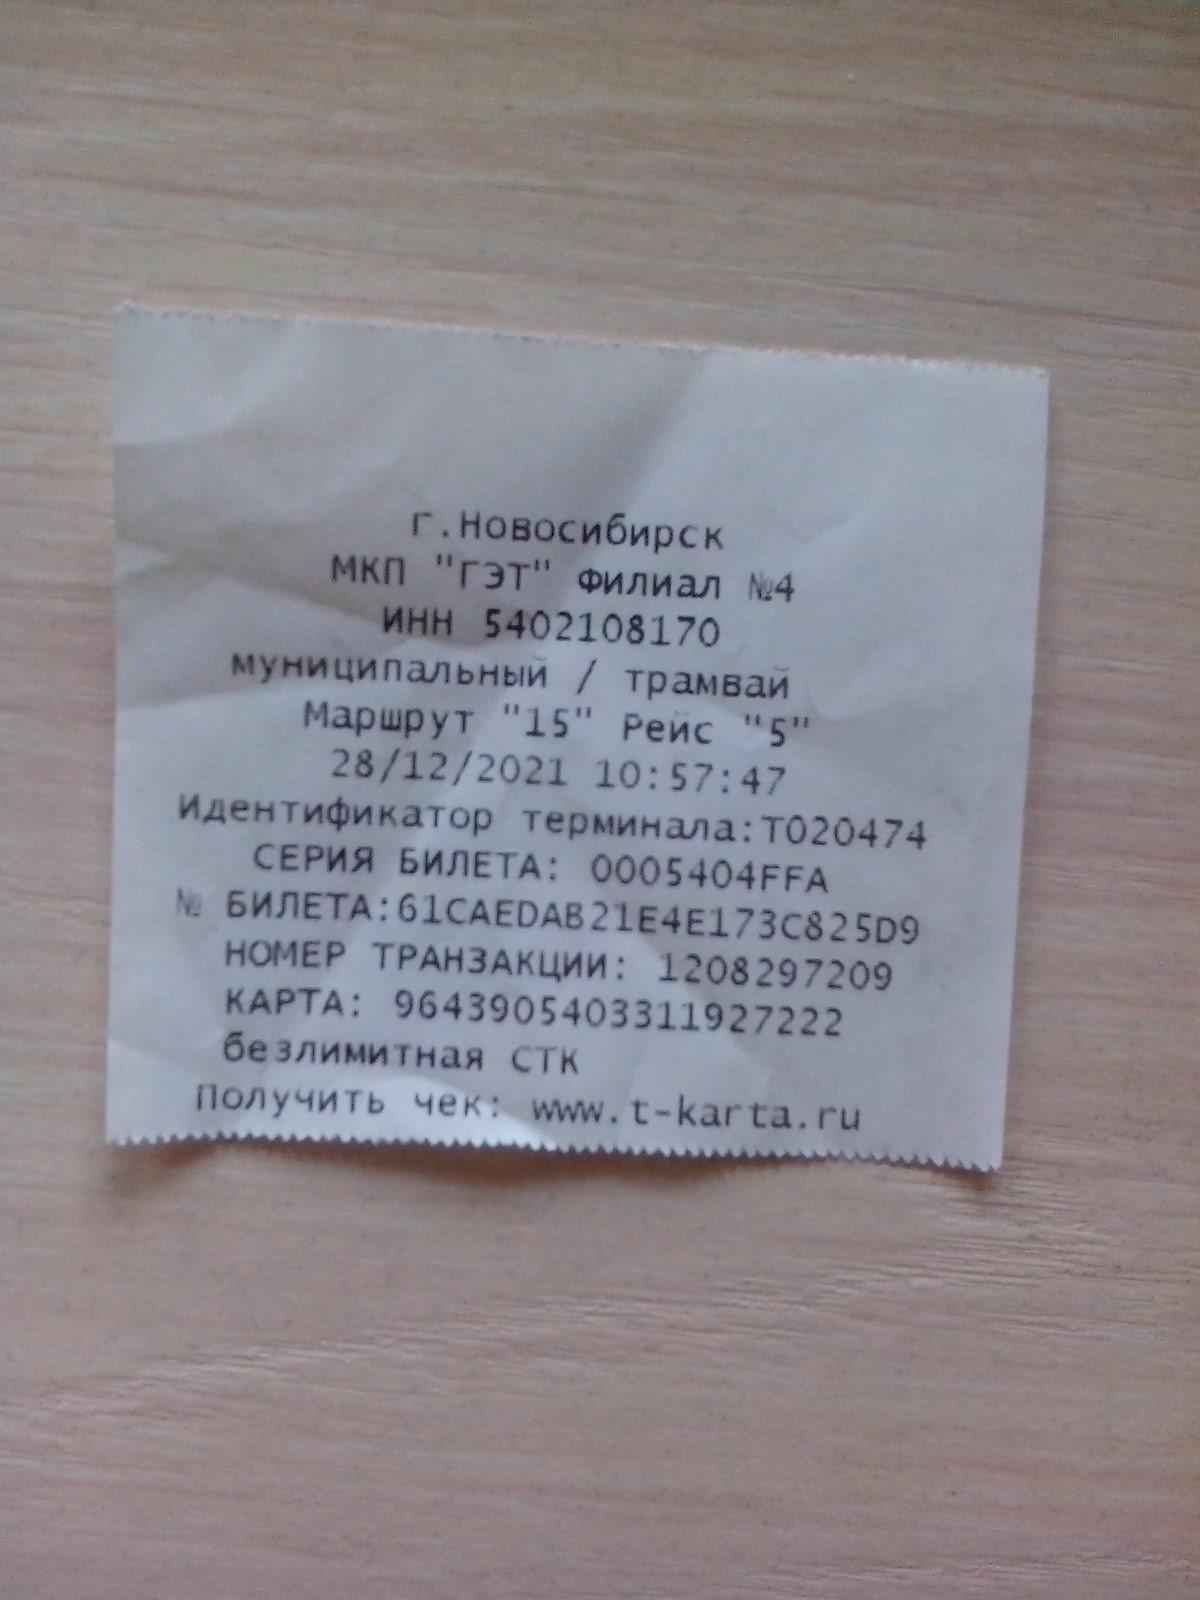 г.Новосибирск
МКП "ГЭТ" Филиал №4
ИНН 5402108170
муниципальный / трамвай
Маршрут "15" Рейс "5"
28/12/2021 10:57:47
Идентификатор терминала:T020474
СЕРИЯ БИЛЕТА: 0005404FFA
№ БИЛЕТА:61CAEDAB21E4E173C825D9
НОМЕР ТРАНЗАКЦИИ: 1208297209
КАРТА: 9643905403311927222
безлимитная СТК
Получить чек: www.t-karta.ru